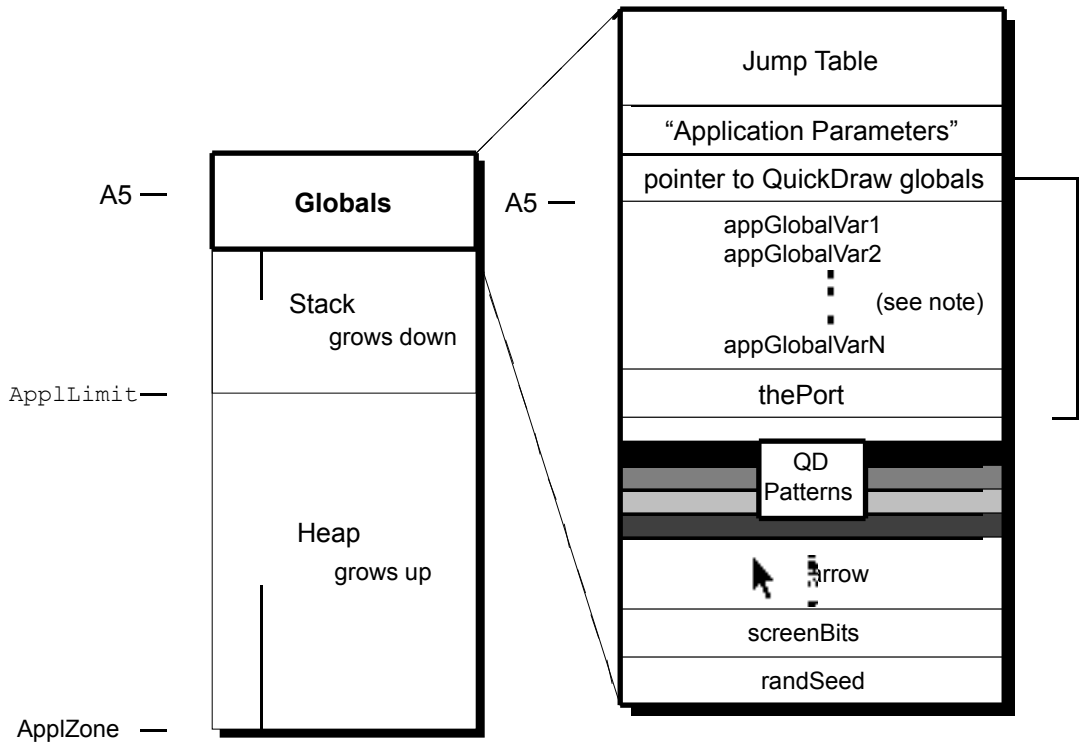 A5
Globals
Stack
grows down
ApplLimit
Heap
grows up
ApplZone
A5
Jump Table
“Application Parameters”
pointer to QuickDraw globals
appGlobalVar1
appGlobalVar2
(see note)
appGlobalVarN
thePort
QD
Patterns
arrow
screenBits
randSeed